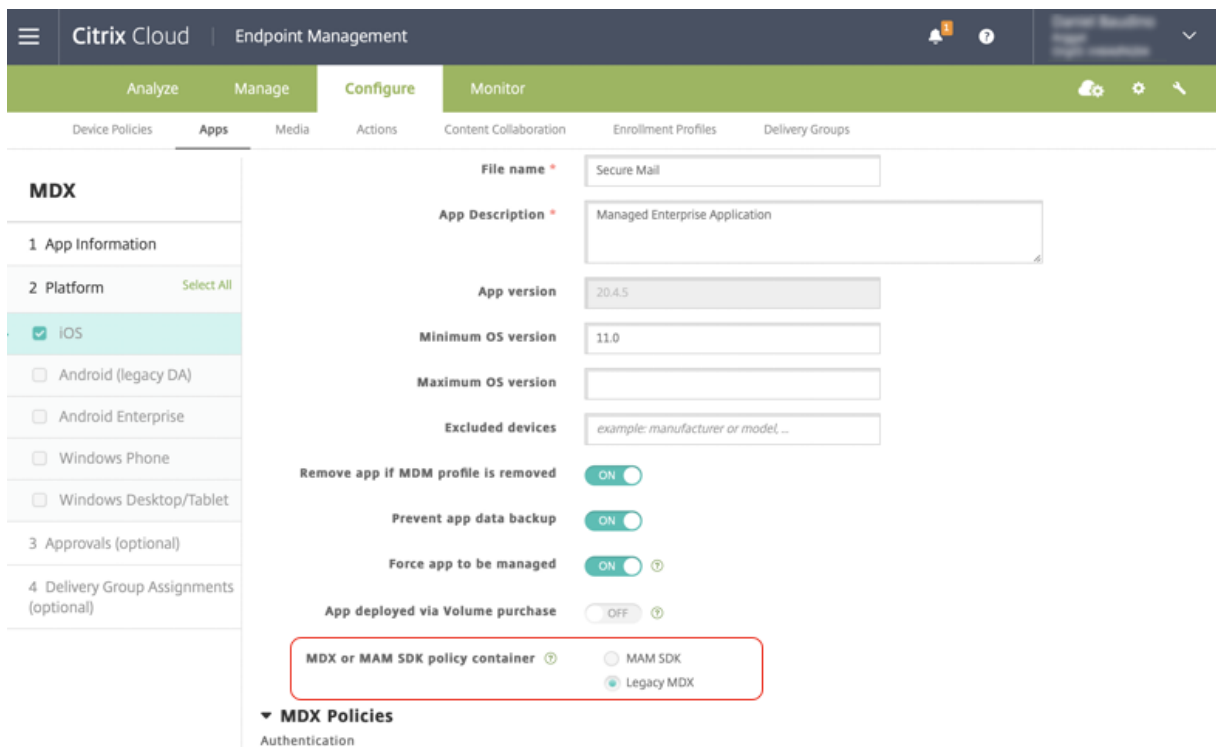 Citrix Cloud | Endpoint Management
1
?
Analyze Manage Configure Monitor
Device Policies Apps Media Actions Content Collaboration Enrollment Profiles Delivery Groups
MDX
1 App Information
2 Platform Select All
iOS
Android (legacy DA)
Android Enterprise
Windows Phone
Windows Desktop/Tablet
3 Approvals (optional)
4 Delivery Group Assignments
(optional)
File name * Secure Mail
App Description * Managed Enterprise Application
App version 20.4.5
Minimum OS version 11.0
Maximum OS version
Excluded devices example: manufacturer or model, ...
Remove app if MDM profile is removed ON
Prevent app data backup ON
Force app to be managed ON ?
App deployed via Volume purchase OFF ?
MDX or MAM SDK policy container ? MAM SDK
Legacy MDX
MDX Policies
Authentication